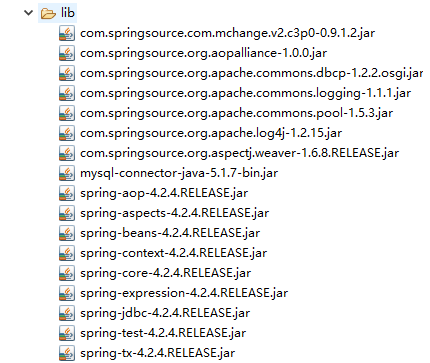 lib
com.springsource.com.mchange.v2.c3p0-0.9.1.2.jar
com.springsource.org.aopalliance-1.0.0.jar
com.springsource.org.apache.commons.dbcp-1.2.2.osgi.jar
com.springsource.org.apache.commons.logging-1.1.1.jar
com.springsource.org.apache.commons.pool-1.5.3.jar
com.springsource.org.apache.log4j-1.2.15.jar
com.springsource.org.aspectj.weaver-1.6.8.RELEASE.jar
mysql-connector-java-5.1.7-bin.jar
spring-aop-4.2.4.RELEASE.jar
spring-aspects-4.2.4.RELEASE.jar
spring-beans-4.2.4.RELEASE.jar
spring-context-4.2.4.RELEASE.jar
spring-core-4.2.4.RELEASE.jar
spring-expression-4.2.4.RELEASE.jar
spring-jdbc-4.2.4.RELEASE.jar
spring-test-4.2.4.RELEASE.jar
spring-tx-4.2.4.RELEASE.jar